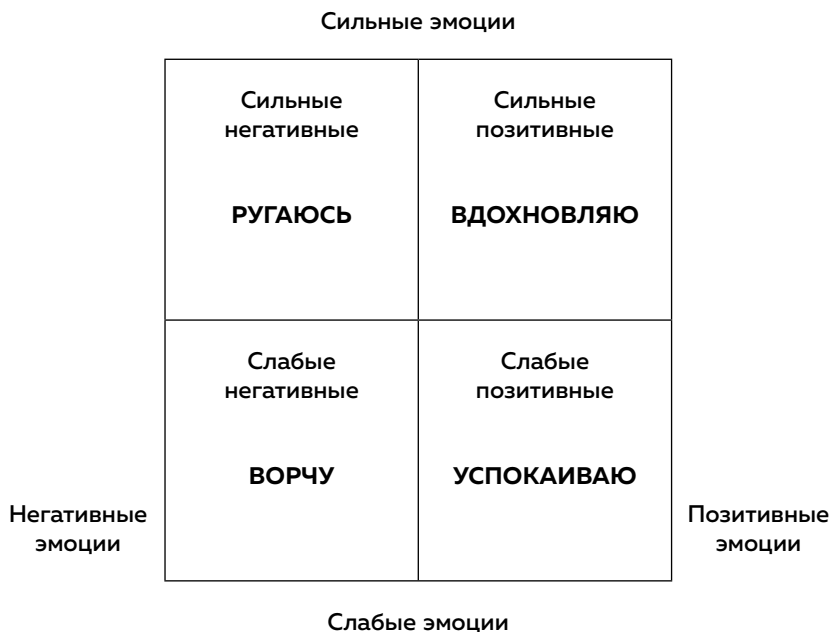 Сильные эмоции
Сильные
негативные
РУГАЮСЬ
Сильные
позитивные
ВДОХНОВЛЯЮ
Слабые
негативные
ВОРЧУ
Слабые
позитивные
УСПОКАИВАЮ
Негативные
эмоции
Позитивные
эмоции
Слабые эмоции